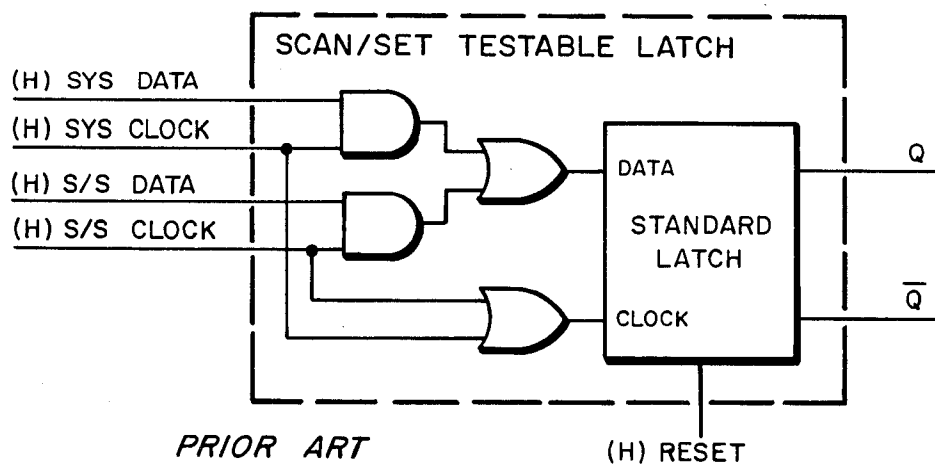 SCAN/SET TESTABLE LATCH
(H) SYS DATA
(H) SYS CLOCK
(H) S/S DATA
(H) S/S CLOCK
DATA
STANDARD
LATCH
CLOCK
Q
Q̅
PRIOR ART
(H) RESET